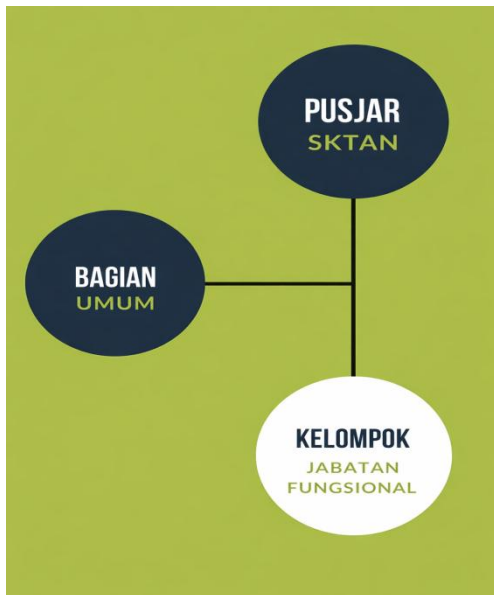 PUSJAR
SKTAN
BAGIAN
UMUM
KELOMPOK
JABATAN
FUNGSIONAL